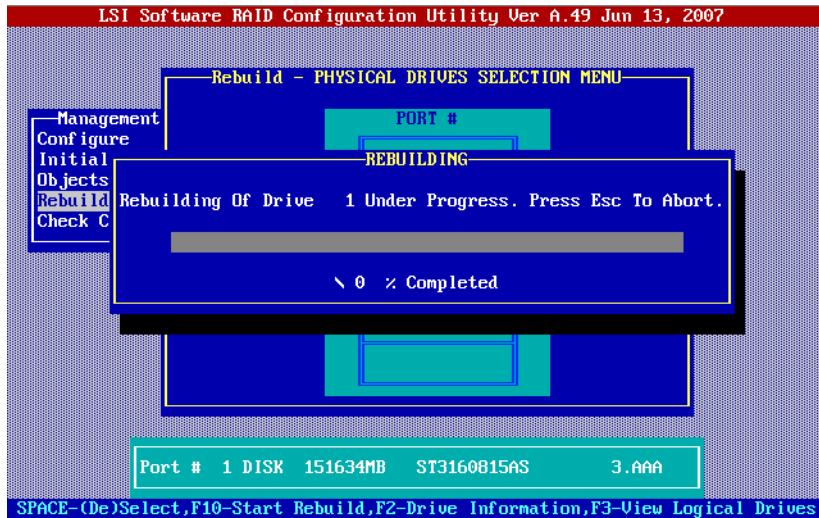 LSI Software RAID Configuration Utility Ver A.49 Jun 13, 2007
Rebuild - PHYSICAL DRIVES SELECTION MENU
Management
PORT #
Configure
Initial
REBUILDING
Objects
Rebuild
Rebuilding Of Drive 1 Under Progress. Press Esc To Abort.
Check C
\ 0 % Completed
Port # 1 DISK 151634MB ST3160815AS 3.AAA
SPACE-(De)Select,F10-Start Rebuild,F2-Drive Information,F3-View Logical Drives